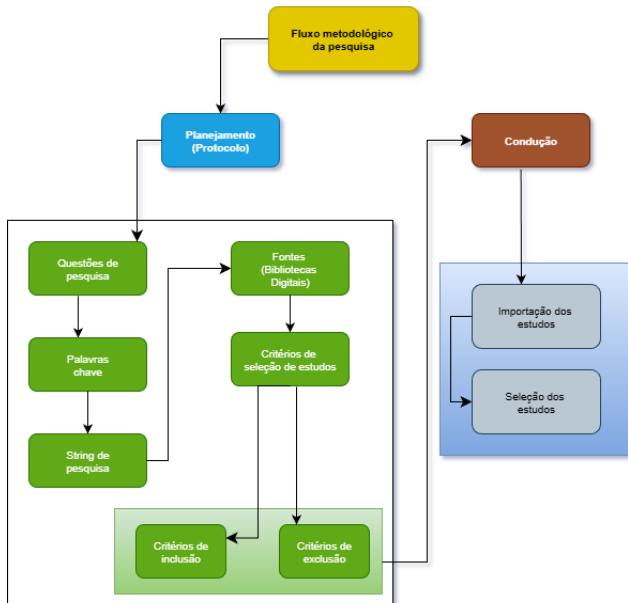 Fluxo metodológico
da pesquisa
Planejamento
(Protocolo)
Condução
Questões de
pesquisa
Fontes
(Bibliotecas
Digitais)
Palavras
chave
Critérios de
seleção de estudos
String de
pesquisa
Critérios de
inclusão
Critérios de
exclusão
Importação dos
estudos
Seleção dos
estudos